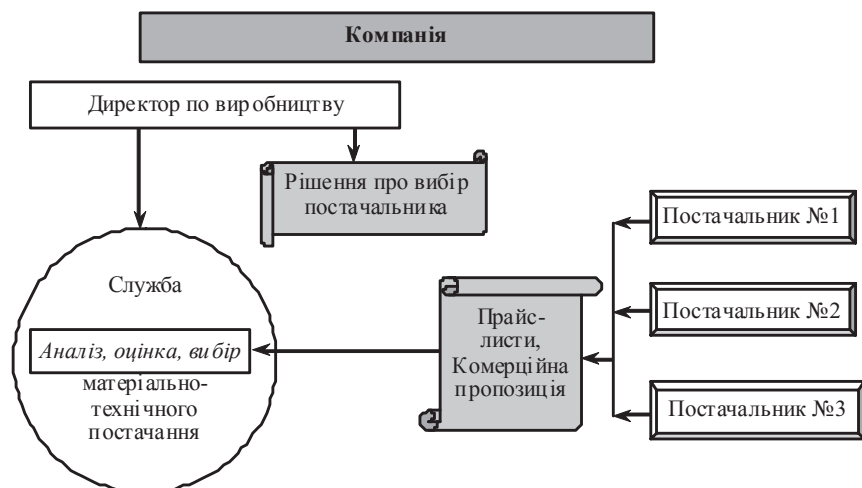 Компанія
Директор по виробництву
Рішення про вибір
постачальника
Постачальник №1
Служба
Прайс-
листи,
Комерційна
пропозиція
Постачальник №2
Аналіз, оцінка, вибір
матеріально-
технічного
постачання
Постачальник №3